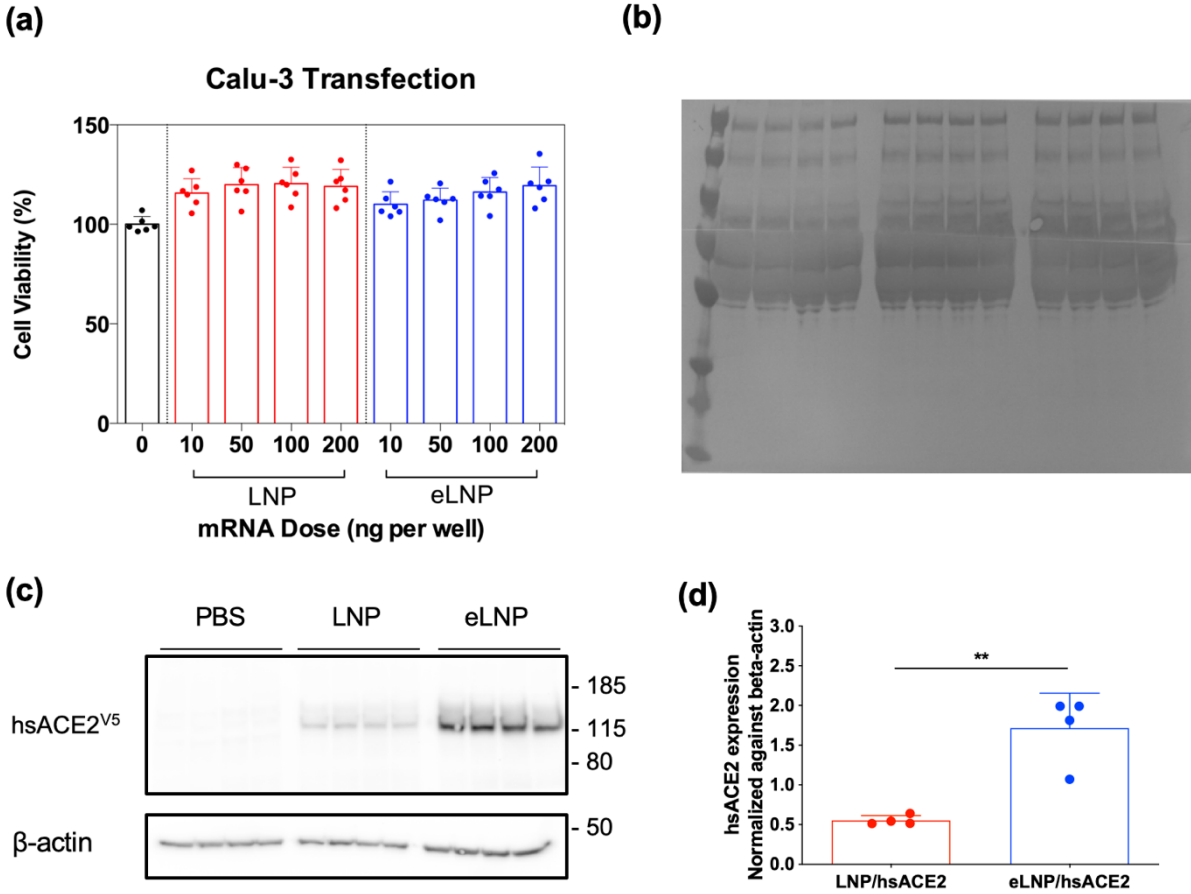 (a)
Calu-3 Transfection
Cell Viability (%)
150
100
50
0
0 10 50 100 200 10 50 100 200
LNP eLNP
mRNA Dose (ng per well)
(b)
(c)
PBS LNP eLNP
hsACE2V5
- 185
- 115
- 80
β-actin
- 50
(d)
hsACE2 expression
Normalized against beta-actin
3.0
2.5
2.0
1.5
1.0
0.5
0.0
**
LNP/hsACE2 eLNP/hsACE2